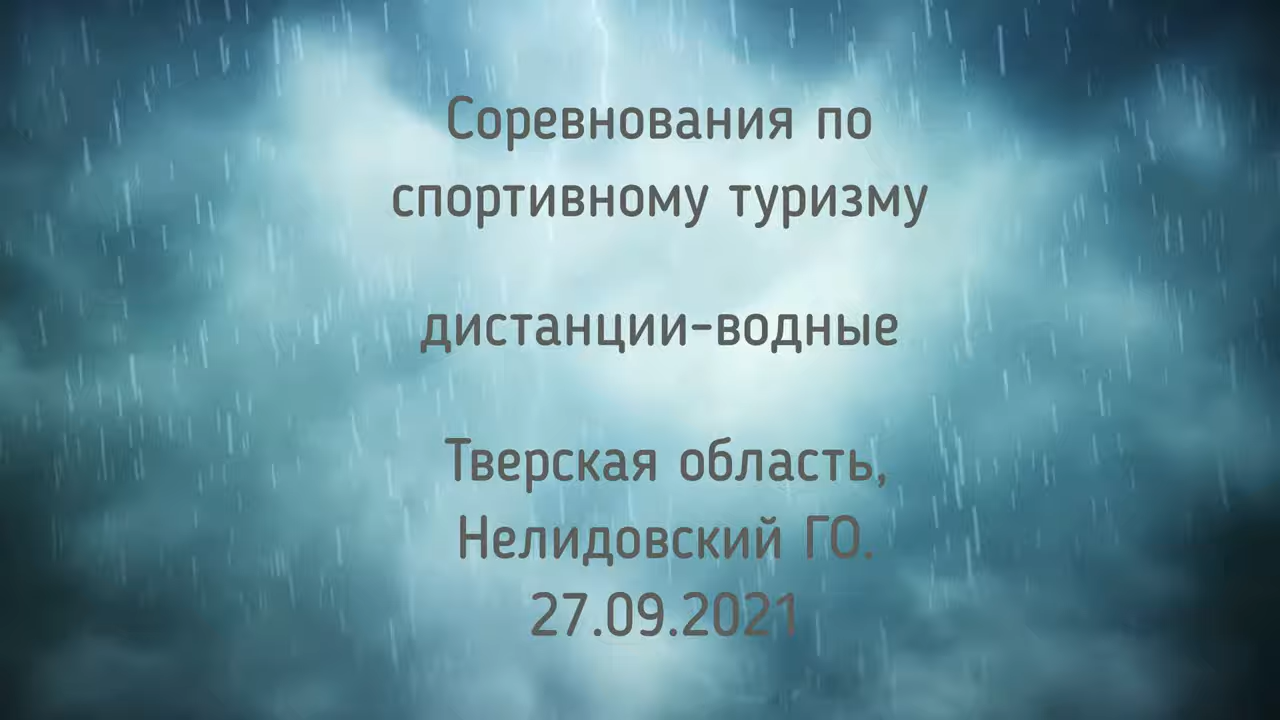 Соревнования по
спортивному туризму
дистанции-водные
Тверская область,
Нелидовский ГО.
27.09.2021